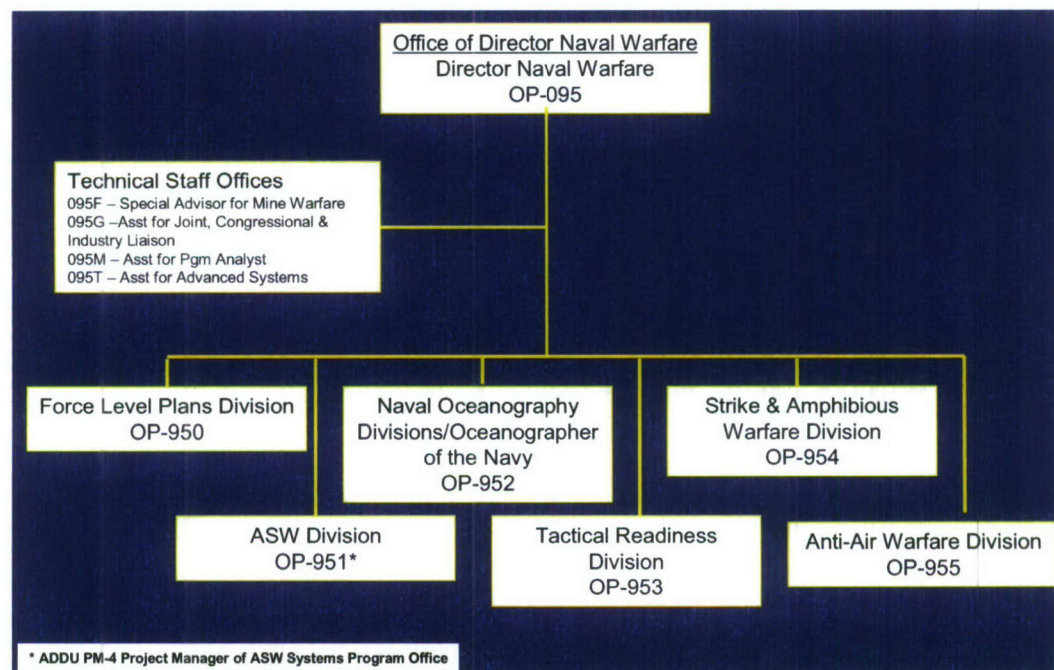 Office of Director Naval Warfare
Director Naval Warfare
OP-095
Technical Staff Offices
095F – Special Advisor for Mine Warfare
095G –Asst for Joint, Congressional &
Industry Liaison
095M – Asst for Pgm Analyst
095T – Asst for Advanced Systems
Force Level Plans Division
OP-950
Naval Oceanography
Divisions/Oceanographer
of the Navy
OP-952
Strike & Amphibious
Warfare Division
OP-954
ASW Division
OP-951*
Tactical Readiness
Division
OP-953
Anti-Air Warfare Division
OP-955
* ADDU PM-4 Project Manager of ASW Systems Program Office